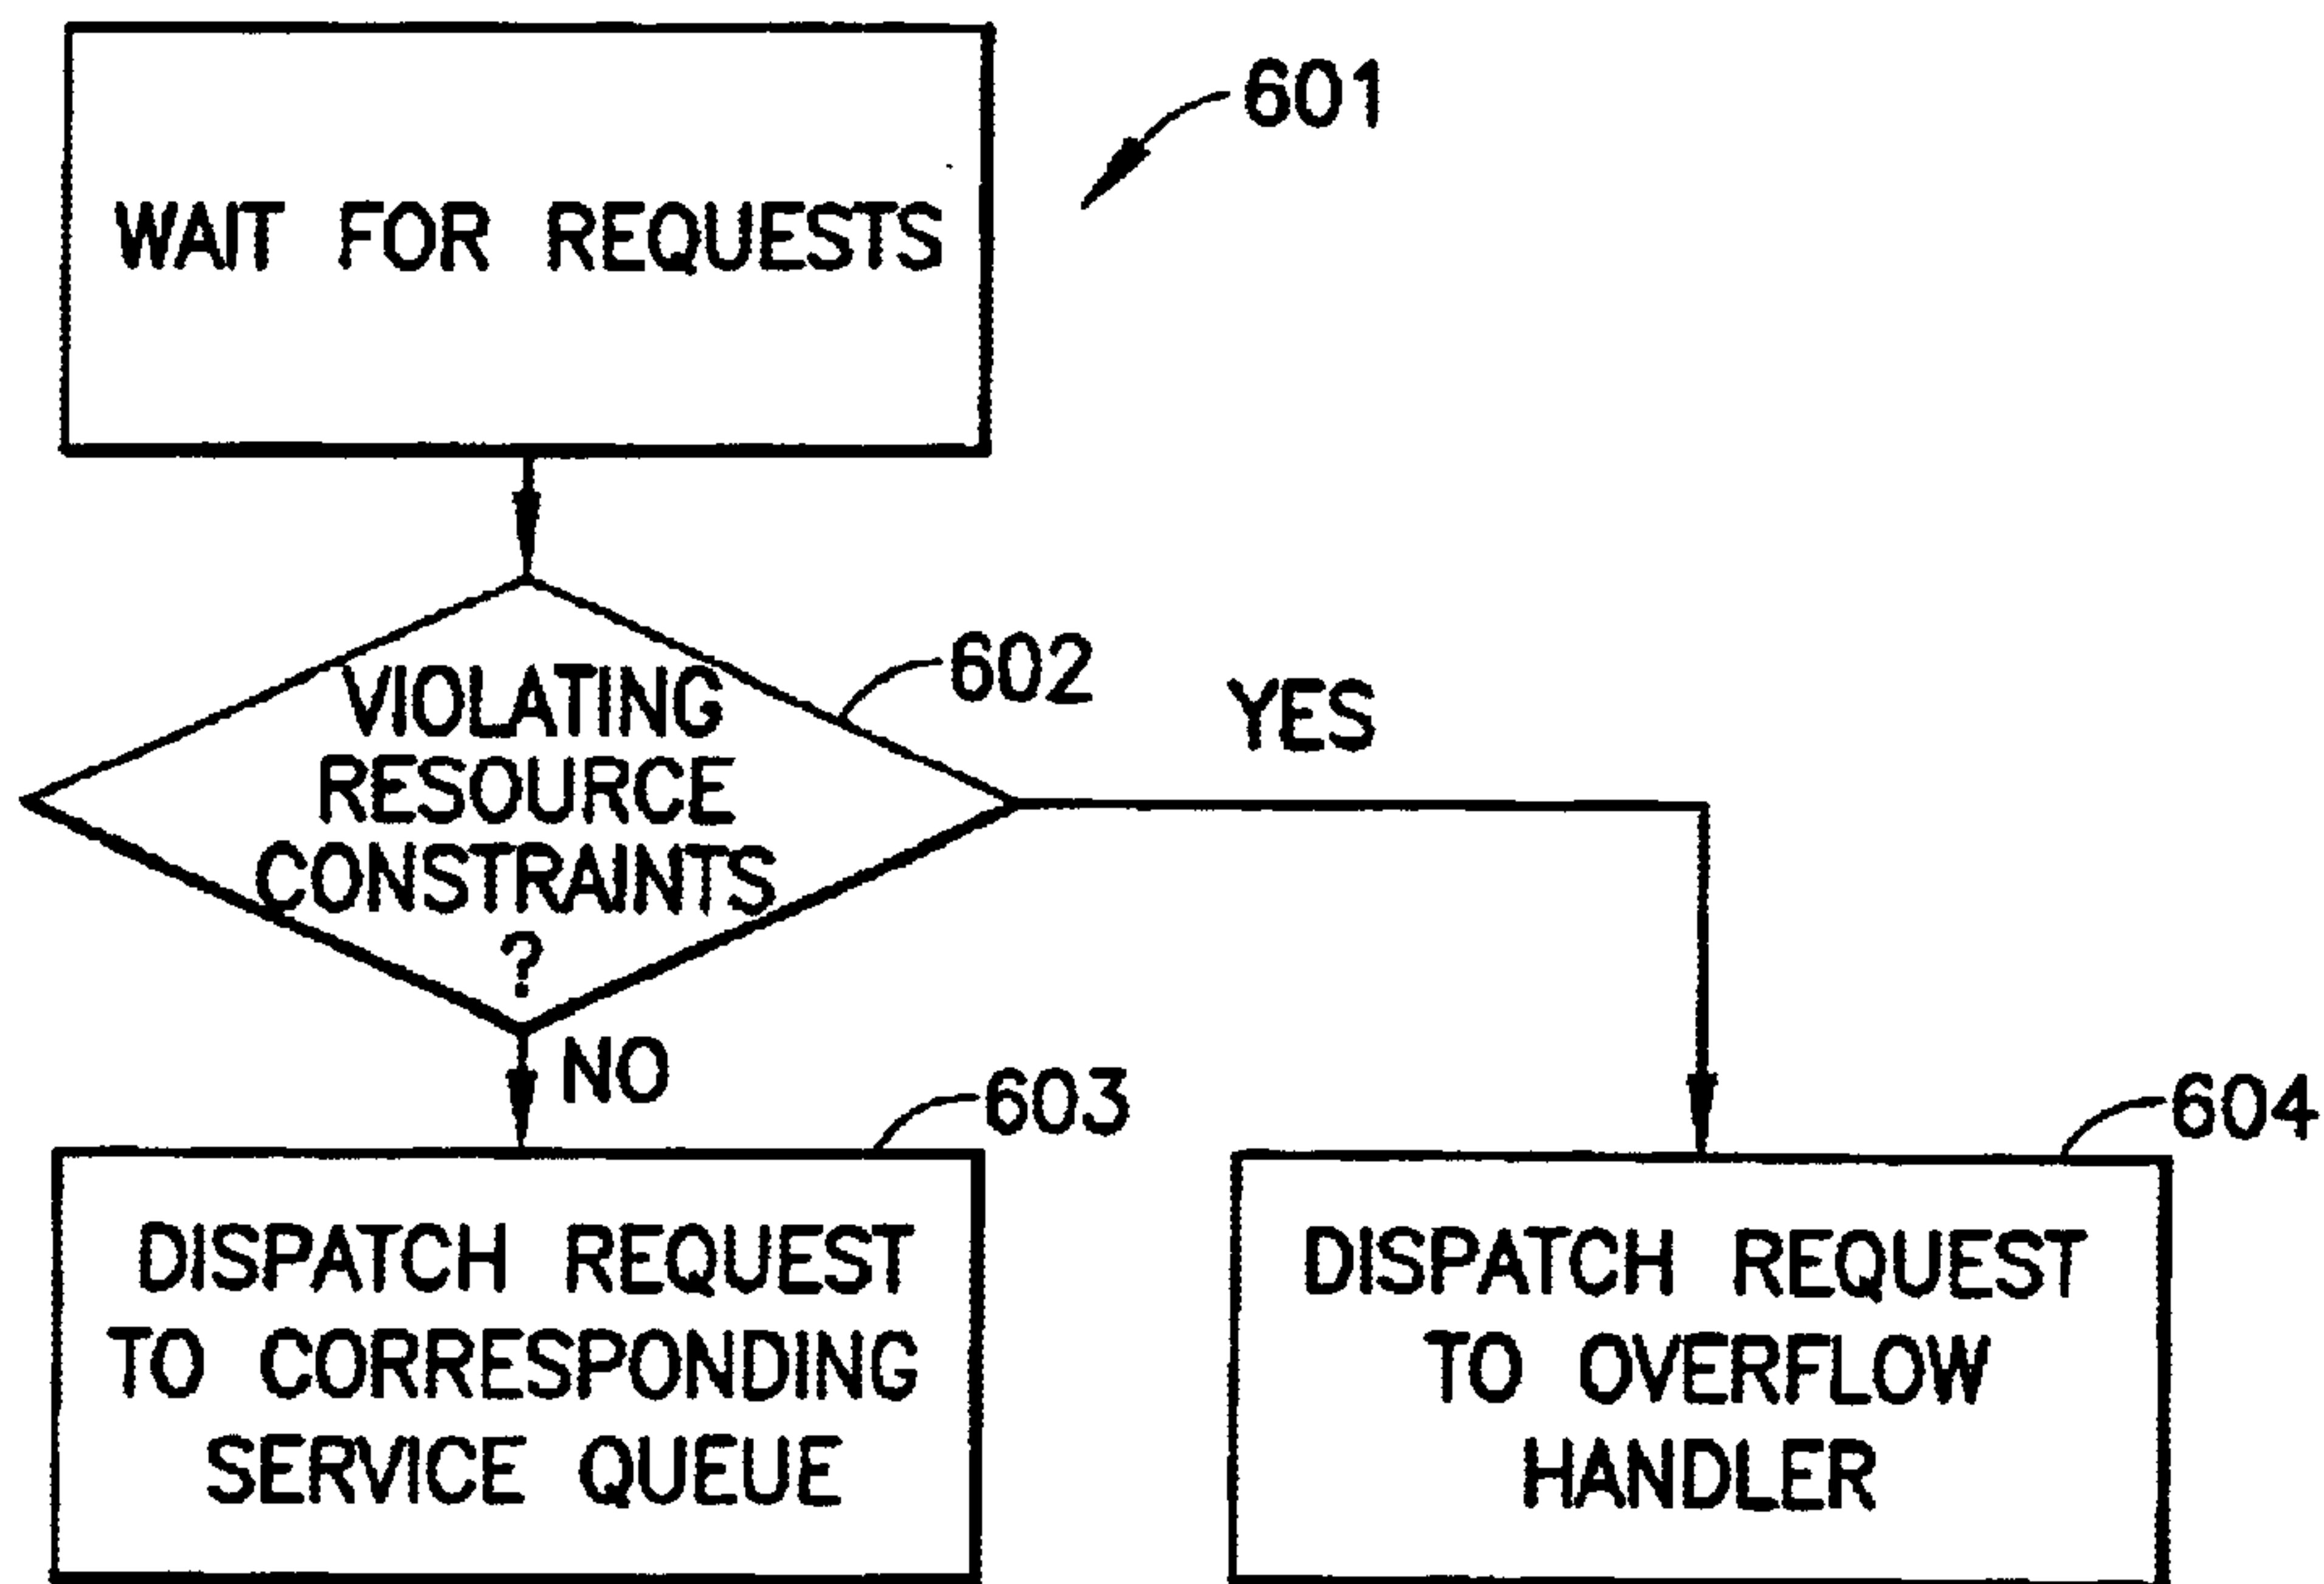 601
WAIT FOR REQUESTS
602
VIOLATING
RESOURCE
CONSTRAINTS
?
YES
NO
603
DISPATCH REQUEST
TO CORRESPONDING
SERVICE QUEUE
604
DISPATCH REQUEST
TO OVERFLOW
HANDLER